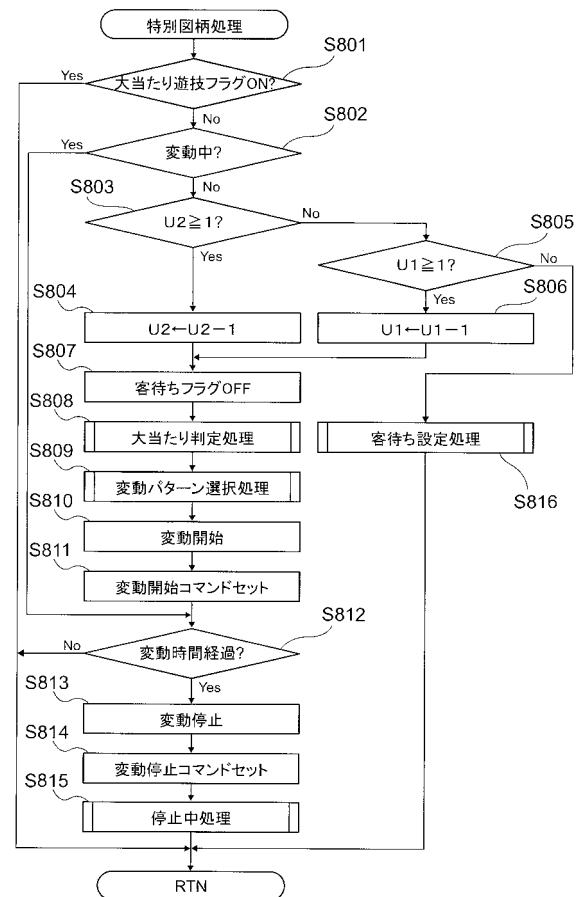 特別図柄処理
S801
Yes
大当たり遊技フラグON?
No
S802
Yes
変動中?
No
S803
U2≧1?
No
Yes
S805
U1≧1?
No
Yes
S804
U2←U2−1
S806
U1←U1−1
S807
客待ちフラグOFF
S808
大当たり判定処理
客待ち設定処理
S816
S809
変動パターン選択処理
S810
変動開始
S811
変動開始コマンドセット
S812
No
変動時間経過?
Yes
S813
変動停止
S814
変動停止コマンドセット
S815
停止中処理
RTN